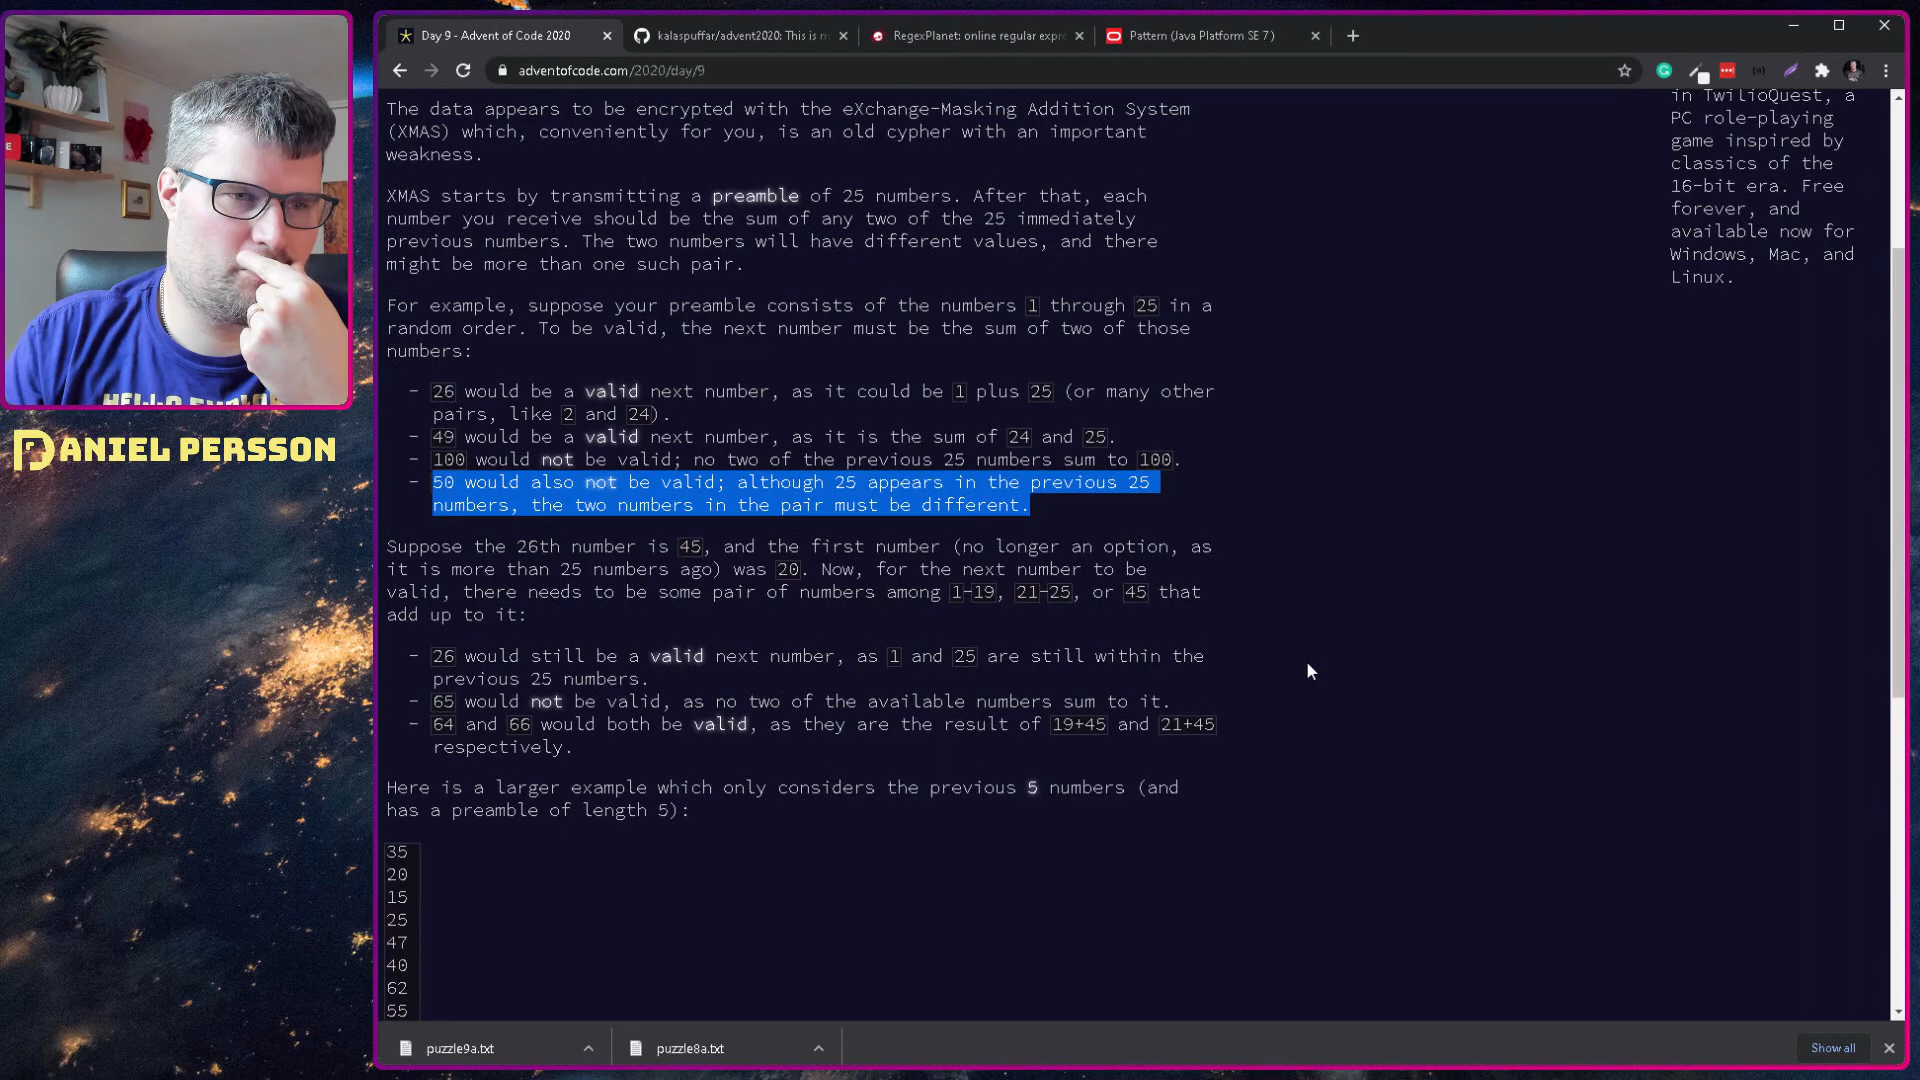 Day 9 - Advent of Code 2020
kalaspuffar/advent2020: This is m
RegexPlanet: online regular expre
Pattern (Java Platform SE 7 )
adventofcode.com/2020/day/9
The data appears to be encrypted with the eXchange-Masking Addition System
(XMAS) which, conveniently for you, is an old cypher with an important
weakness.
XMAS starts by transmitting a preamble of 25 numbers. After that, each
number you receive should be the sum of any two of the 25 immediately
previous numbers. The two numbers will have different values, and there
might be more than one such pair.
For example, suppose your preamble consists of the numbers 1 through 25 in a
random order. To be valid, the next number must be the sum of two of those
numbers:
- 26 would be a valid next number, as it could be 1 plus 25 (or many other
pairs, like 2 and 24).
- 49 would be a valid next number, as it is the sum of 24 and 25.
- 100 would not be valid; no two of the previous 25 numbers sum to 100.
- 50 would also not be valid; although 25 appears in the previous 25
numbers, the two numbers in the pair must be different.
Suppose the 26th number is 45, and the first number (no longer an option, as
it is more than 25 numbers ago) was 20. Now, for the next number to be
valid, there needs to be some pair of numbers among 1-19, 21-25, or 45 that
add up to it:
- 26 would still be a valid next number, as 1 and 25 are still within the
previous 25 numbers.
- 65 would not be valid, as no two of the available numbers sum to it.
- 64 and 66 would both be valid, as they are the result of 19+45 and 21+45
respectively.
Here is a larger example which only considers the previous 5 numbers (and
has a preamble of length 5):
35
20
15
25
47
40
62
55
in TwilioQuest, a
PC role-playing
game inspired by
classics of the
16-bit era. Free
forever, and
available now for
Windows, Mac, and
Linux.
DANIEL PERSSON
puzzle9a.txt
puzzle8a.txt
Show all